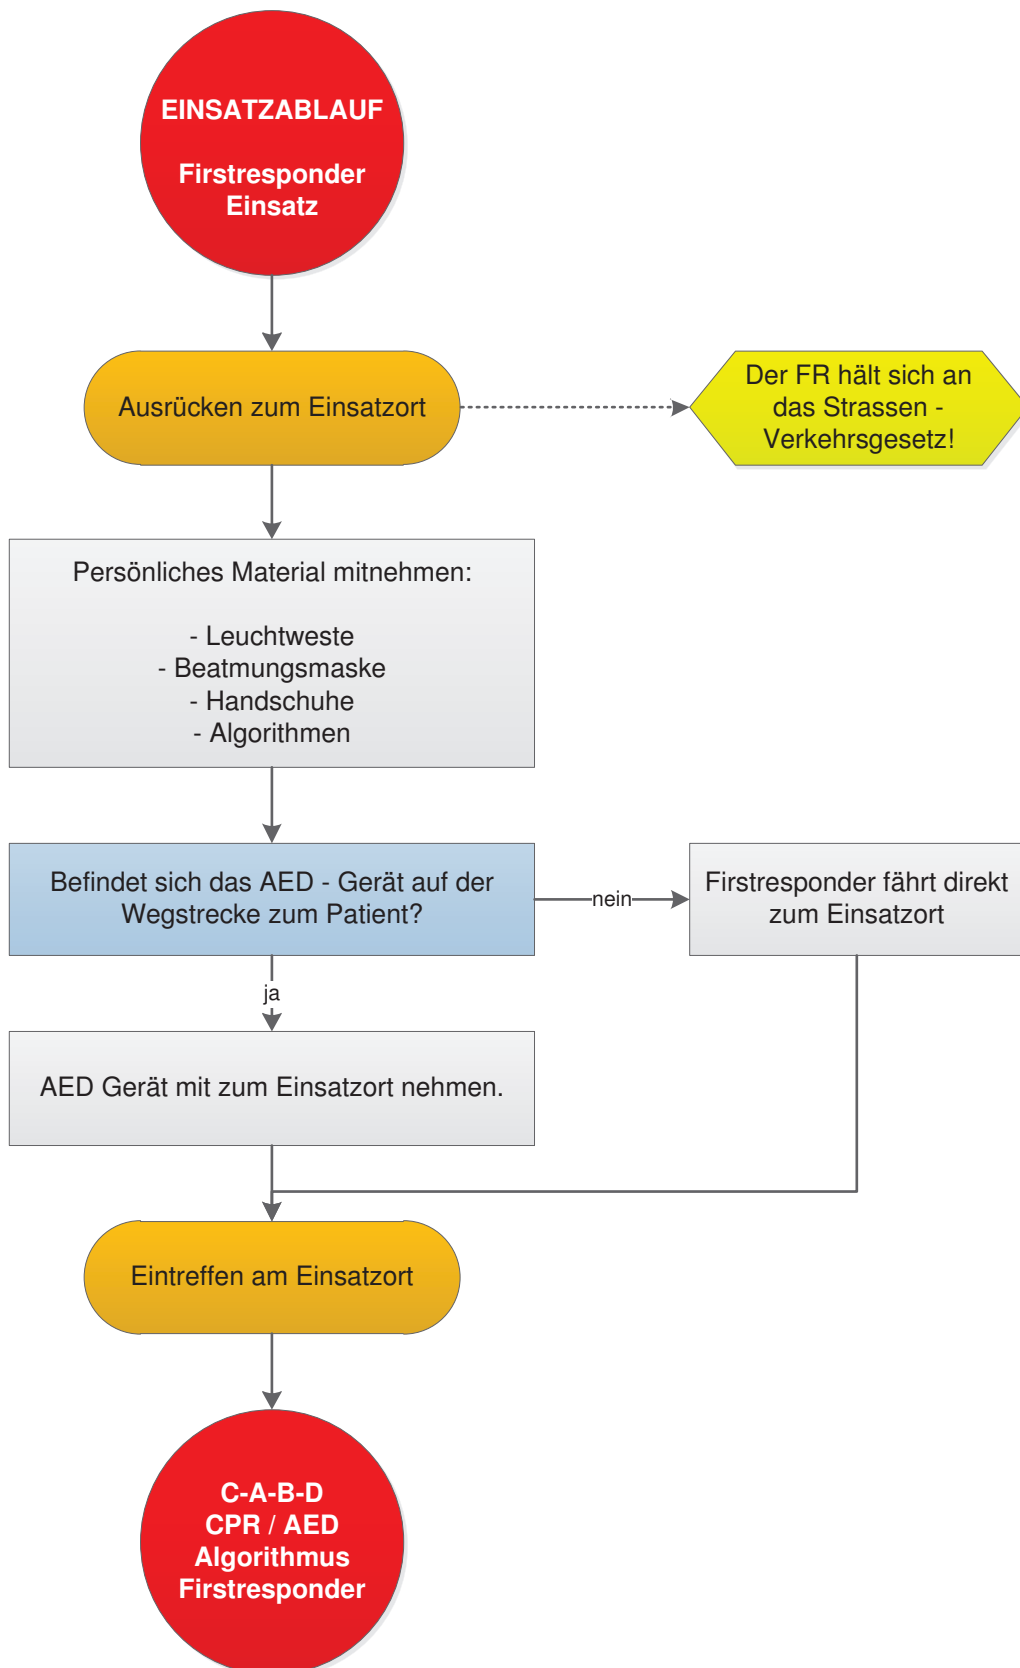 EINSATZABLAUF
Firstresponder
Einsatz
Ausrücken zum Einsatzort
Der FR hält sich an
das Strassen -
Verkehrsgesetz!
Persönliches Material mitnehmen:
- Leuchtweste
- Beatmungsmaske
- Handschuhe
- Algorithmen
Befindet sich das AED - Gerät auf der
Wegstrecke zum Patient?
nein
Firstresponder fährt direkt
zum Einsatzort
ja
AED Gerät mit zum Einsatzort nehmen.
Eintreffen am Einsatzort
C-A-B-D
CPR / AED
Algorithmus
Firstresponder